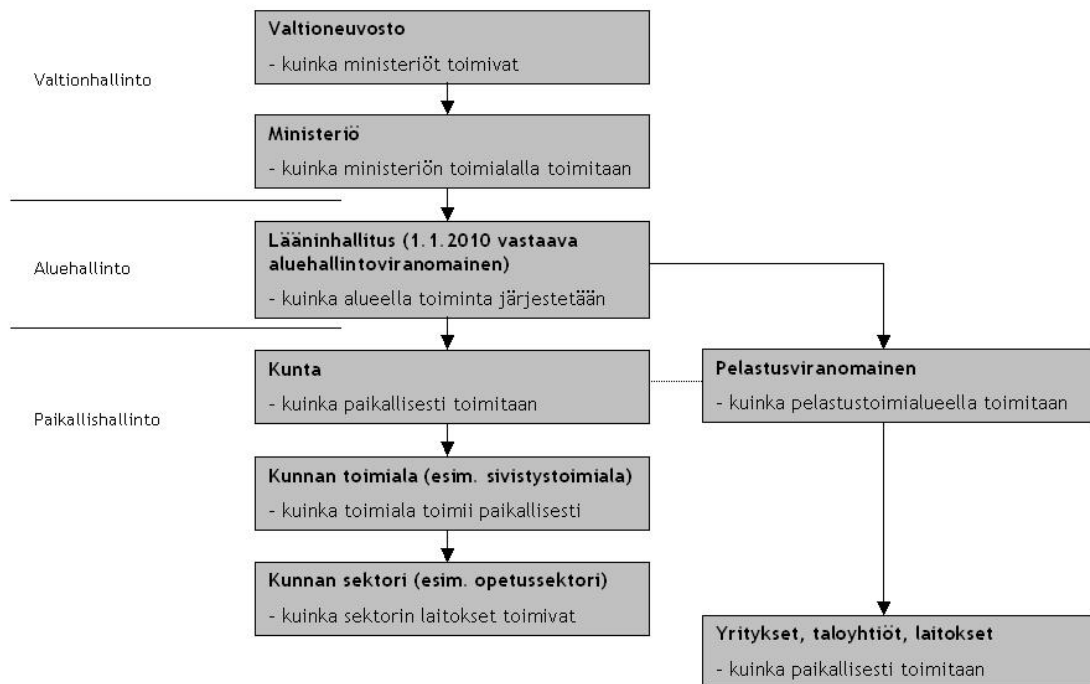 Valtionhallinto
Valtioneuvosto
- kuinka ministeriöt toimivat
Ministeriö
- kuinka ministeriön toimialalla toimitaan
Aluehallinto
Lääninhallitus (1.1.2010 vastaava
aluehallintoviranomainen)
- kuinka alueella toiminta järjestetään
Paikallishallinto
Kunta
- kuinka paikallisesti toimitaan
Pelastusviranomainen
- kuinka pelastustoimialueella toimitaan
Kunnan toimiala (esim. sivistystoimiala)
- kuinka toimiala toimii paikallisesti
Kunnan sektori (esim. opetussektori)
- kuinka sektorin laitokset toimivat
Yritykset, taloyhtiöt, laitokset
- kuinka paikallisesti toimitaan